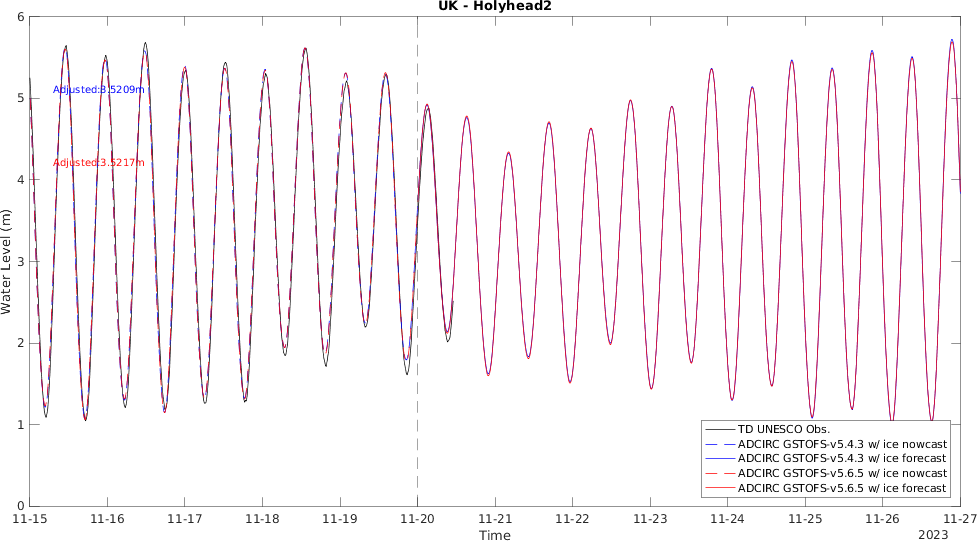 UK - Holyhead2
6
5
4
3
2
1
0
Water Level (m)
Adjusted:3.5209m
Adjusted:3.5217m
TD UNESCO Obs.
ADCIRC GSTOFS-v5.4.3 w/ ice nowcast
ADCIRC GSTOFS-v5.4.3 w/ ice forecast
ADCIRC GSTOFS-v5.6.5 w/ ice nowcast
ADCIRC GSTOFS-v5.6.5 w/ ice forecast
11-15 11-16 11-17 11-18 11-19 11-20 11-21 11-22 11-23 11-24 11-25 11-26 11-27
Time
2023